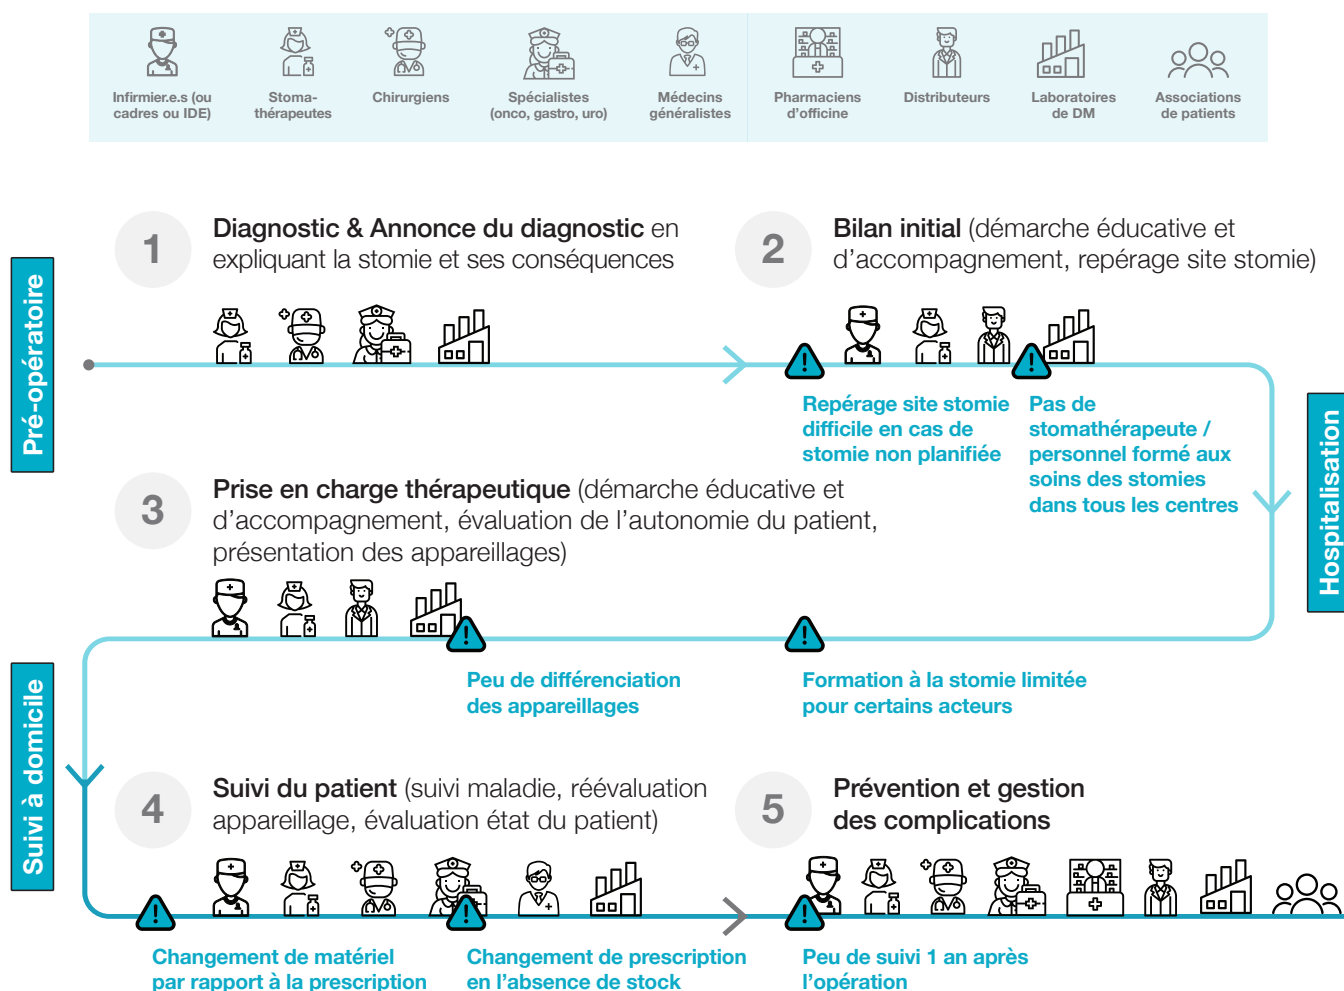 Infirmier.e.s (ou
cadres ou IDE)
Stoma-
thérapeutes
Chirurgiens
Spécialistes
(onco, gastro, uro)
Médecins
généralistes
Pharmaciens
d'officine
Distributeurs
Laboratoires
de DM
Associations
de patients
Pré-opératoire
1
Diagnostic & Annonce du diagnostic en
expliquant la stomie et ses conséquences
2
Bilan initial (démarche éducative et
d'accompagnement, repérage site stomie)
Repérage site stomie
difficile en cas de
stomie non planifiée
Pas de
stomathérapeute /
personnel formé aux
soins des stomies
dans tous les centres
Hospitalisation
3
Prise en charge thérapeutique (démarche éducative et
d'accompagnement, évaluation de l'autonomie du patient,
présentation des appareillages)
Peu de différenciation
des appareillages
Formation à la stomie limitée
pour certains acteurs
Suivi à domicile
4
Suivi du patient (suivi maladie, réévaluation
appareillage, évaluation état du patient)
5
Prévention et gestion
des complications
Changement de matériel
par rapport à la prescription
Changement de prescription
en l'absence de stock
Peu de suivi 1 an après
l'opération